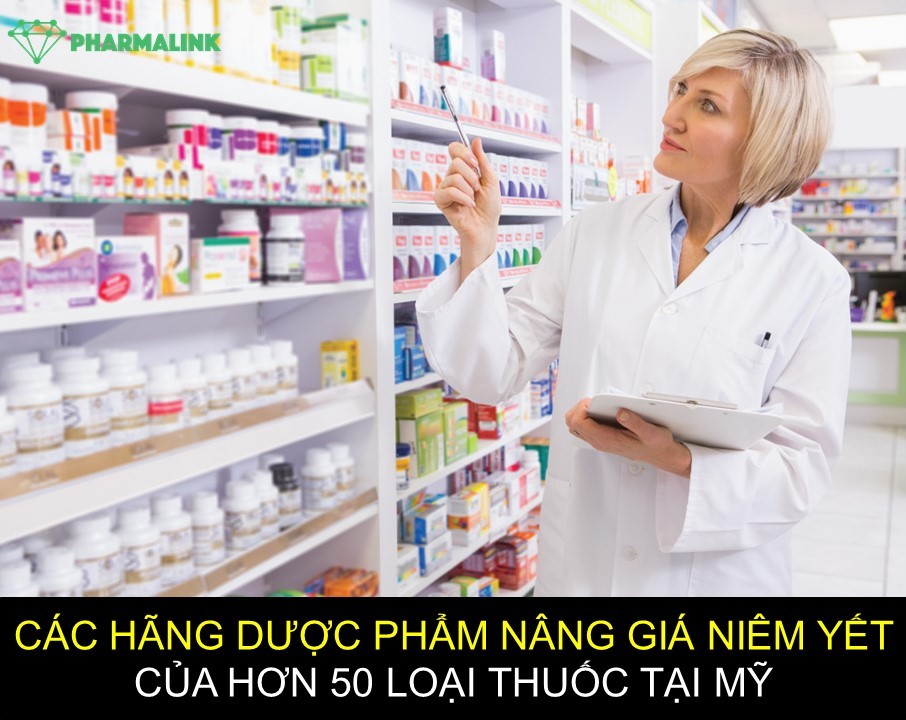 PHARMALINK
CÁC HÃNG DƯỢC PHẨM NÂNG GIÁ NIÊM YẾT
CỦA HƠN 50 LOẠI THUỐC TẠI MỸ